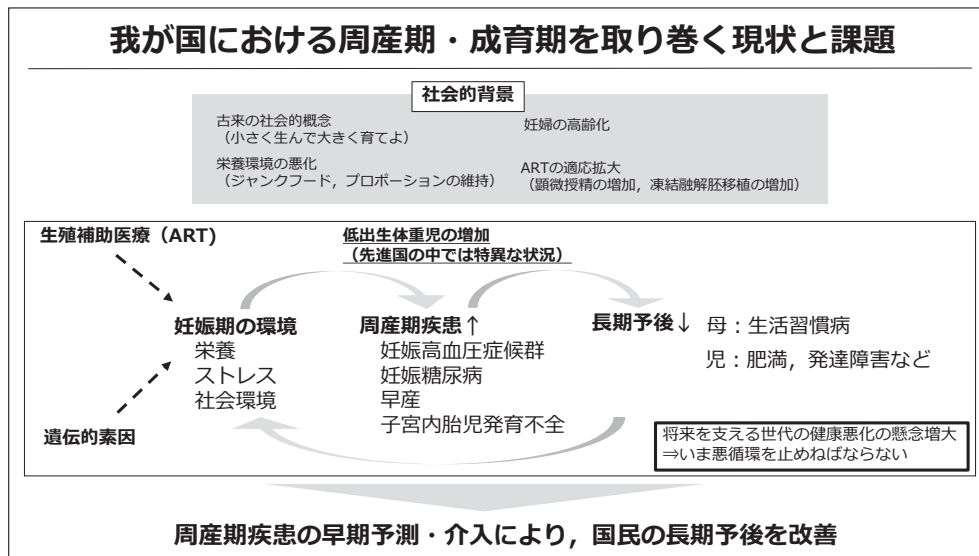 我が国における周産期・成育期を取り巻く現状と課題
社会的背景
古来の社会的概念
（小さく生んで大きく育てよ）
妊婦の高齢化
栄養環境の悪化
（ジャンクフード，プロポーションの維持）
ARTの適応拡大
（顕微授精の増加，凍結融解胚移植の増加）
生殖補助医療（ART)
低出生体重児の増加
（先進国の中では特異な状況）
妊娠期の環境
栄養
ストレス
社会環境
遺伝的素因
周産期疾患↑
妊娠高血圧症候群
妊娠糖尿病
早産
子宮内胎児発育不全
長期予後↓
母：生活習慣病
児：肥満，発達障害など
将来を支える世代の健康悪化の懸念増大
⇒いま悪循環を止めねばならない
周産期疾患の早期予測・介入により，国民の長期予後を改善